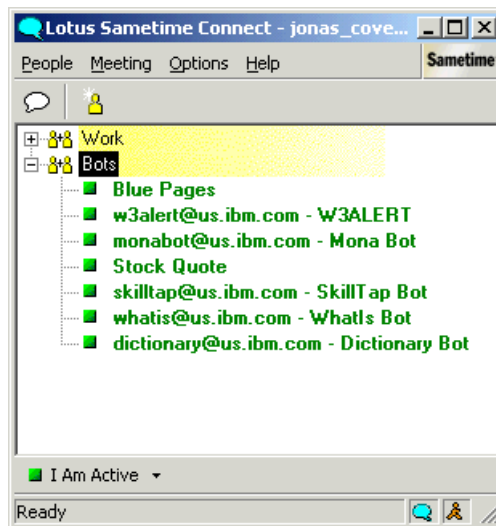 Lotus Sametime Connect - jonas_cove...
People Meeting Options Help Sametime
Work
Bots
Blue Pages
w3alert@us.ibm.com - W3ALERT
monabot@us.ibm.com - Mona Bot
Stock Quote
skilltap@us.ibm.com - SkillTap Bot
whatis@us.ibm.com - WhatIs Bot
dictionary@us.ibm.com - Dictionary Bot
I Am Active
Ready